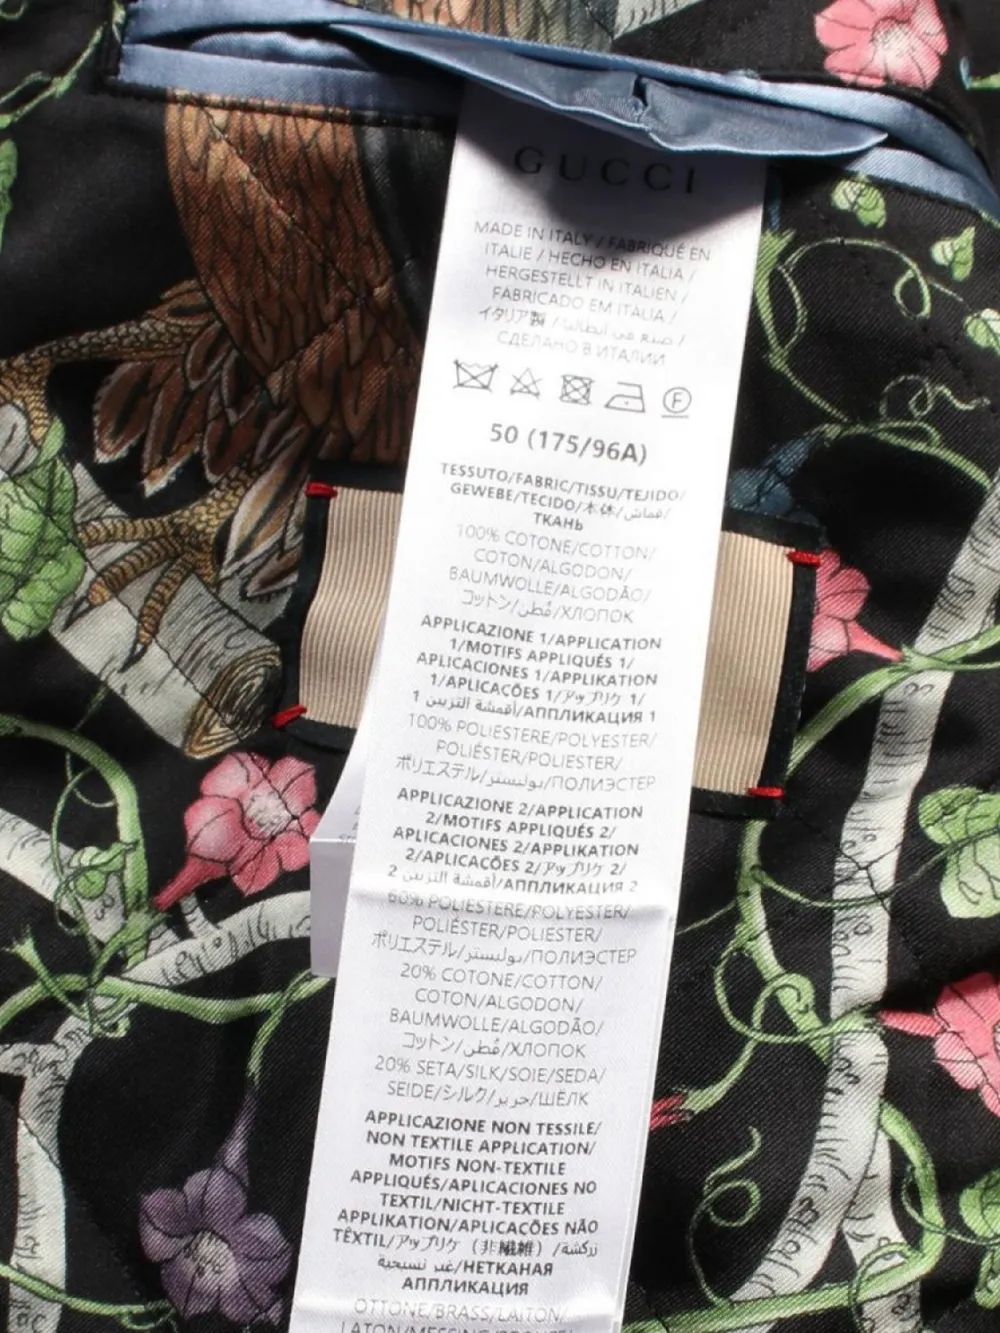 GUCCI
MADE IN ITALY / FABRIQUÉ EN
ITALIE / HECHO EN ITALIA /
HERGESTELLT IN ITALIEN /
FABRICADO EM ITALIA /
イタリア製 / صنع في ايطاليا /
СДЕЛАНО В ИТАЛИИ
F
50 (175/96A)
TESSUTO/FABRIC/TISSU/TEJIDO/
GEWEBE/TECIDO/本体/قماش/
ТКАНЬ
100% COTONE/COTTON/
COTON/ALGODON/
BAUMWOLLE/ALGODÃO/
コットン/قطن/ХЛОПОК
APPLICAZIONE 1/APPLICATION
1/MOTIFS APPLIQUÉS 1/
APLICACIONES 1/APPLIKATION
1/APLICAÇÕES 1/アップリケ 1/
1 أقمشة التزيين/АППЛИКАЦИЯ 1
100% POLIESTERE/POLYESTER/
POLIÉSTER/POLYESTER/
ポリエステル/بوليستر/ПОЛИЭСТЕР
APPLICAZIONE 2/APPLICATION
2/MOTIFS APPLIQUÉS 2/
APLICACIONES 2/APPLIKATION
2/APLICAÇÕES 2/アップリケ 2/
2 أقمشة التزيين/АППЛИКАЦИЯ 2
60% POLIESTERE/POLYESTER/
POLIÉSTER/POLIESTER/
ポリエステル/بوليستر/ПОЛИЭСТЕР
20% COTONE/COTTON/
COTON/ALGODON/
BAUMWOLLE/ALGODÃO/
コットン/قطن/ХЛОПОК
20% SETA/SILK/SOIE/SEDA/
SEIDE/シルク/حرير/ШЁЛК
APPLICAZIONE NON TESSILE/
NON TEXTILE APPLICATION/
MOTIFS NON-TEXTILE
APPLIQUÉS/APLICACIONES NO
TEXTIL/NICHT-TEXTILE
APPLIKATION/APLICAÇÕES NÃO
TÊXTIL/アップリケ (非繊維) /زركشة
غير نسيجية/НЕТКАНАЯ
АППЛИКАЦИЯ
OTTONE/BRASS/LAITON/
LATON/MESSING/